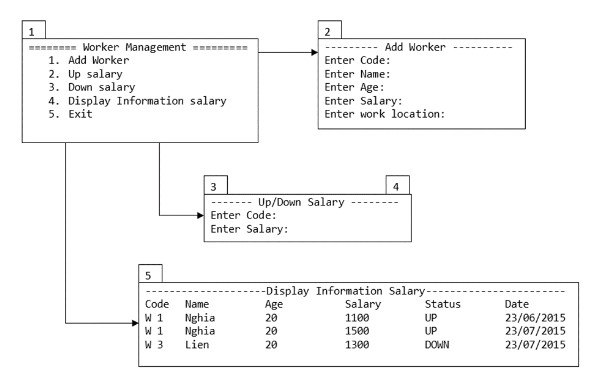 1
======== Worker Management =========
1. Add Worker
2. Up salary
3. Down salary
4. Display Information salary
5. Exit
2
--------- Add Worker ----------
Enter Code:
Enter Name:
Enter Age:
Enter Salary:
Enter work location:
3 4
------- Up/Down Salary --------
Enter Code:
Enter Salary:
5
--------------------Display Information Salary-----------------------
Code Name Age Salary Status Date
W 1 Nghia 20 1100 UP 23/06/2015
W 1 Nghia 20 1500 UP 23/07/2015
W 3 Lien 20 1300 DOWN 23/07/2015